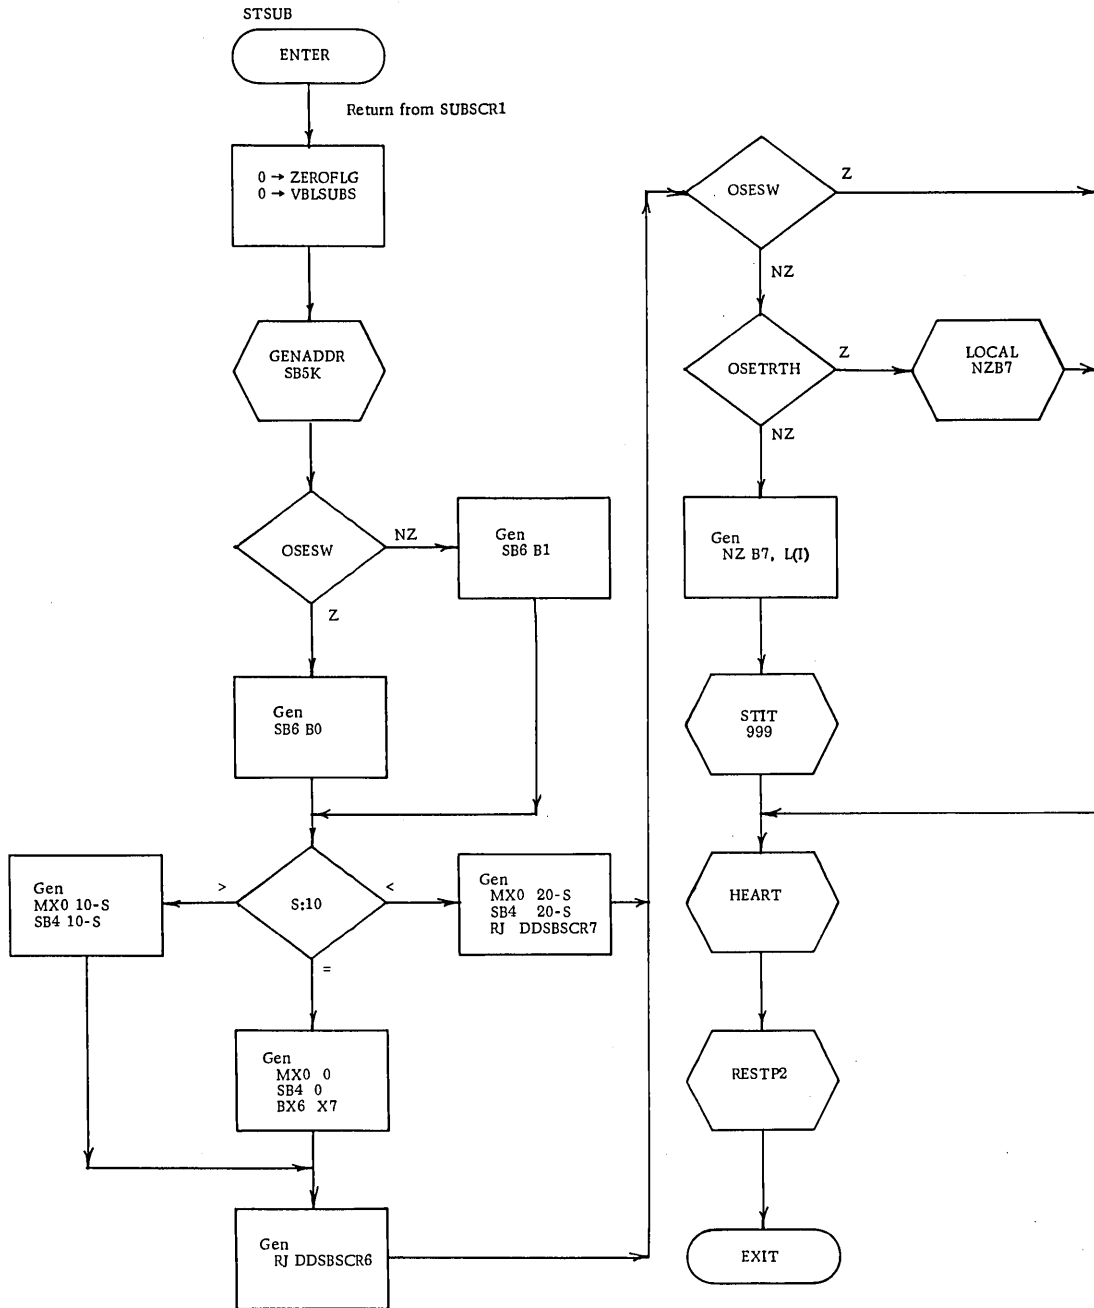 STSUB
ENTER
Return from SUBSCR1
0 → ZEROFLG
0 → VBLSUBS
GENADDR
SB5K
OSESW
NZ
Gen
SB6 B1
Z
Gen
SB6 B0
S:10
>
Gen
MX0 10-S
SB4 10-S
<
Gen
MX0 20-S
SB4 20-S
RJ DDSBSCR7
=
Gen
MX0 0
SB4 0
BX6 X7
Gen
RJ DDSBSCR6
OSESW
Z
NZ
OSETRTH
Z
LOCAL
NZB7
NZ
Gen
NZ B7, L(I)
STIT
999
HEART
RESTP2
EXIT